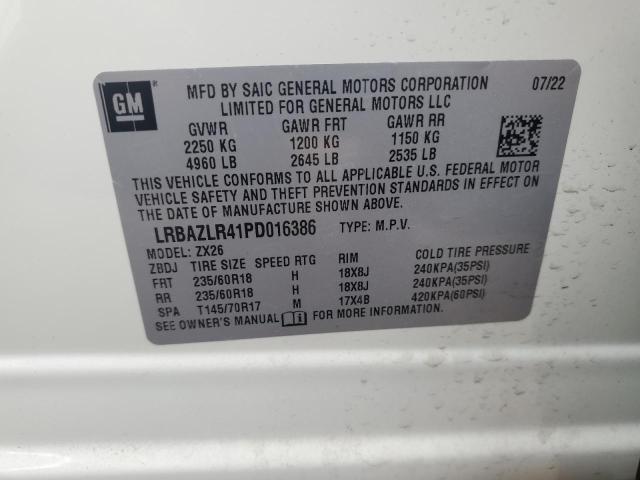 GM
MFD BY SAIC GENERAL MOTORS CORPORATION 07/22
LIMITED FOR GENERAL MOTORS LLC
GVWR GAWR FRT GAWR RR
2250 KG 1200 KG 1150 KG
4960 LB 2645 LB 2535 LB
THIS VEHICLE CONFORMS TO ALL APPLICABLE U.S. FEDERAL MOTOR
VEHICLE SAFETY AND THEFT PREVENTION STANDARDS IN EFFECT ON
THE DATE OF MANUFACTURE SHOWN ABOVE.
LRBAZLR41PD016386 TYPE: M.P.V.
MODEL: ZX26
ZBDJ TIRE SIZE SPEED RTG RIM COLD TIRE PRESSURE
FRT 235/60R18 H 18X8J 240KPA(35PSI)
RR 235/60R18 H 18X8J 240KPA(35PSI)
SPA T145/70R17 M 17X4B 420KPA(60PSI)
SEE OWNER'S MANUAL FOR MORE INFORMATION.